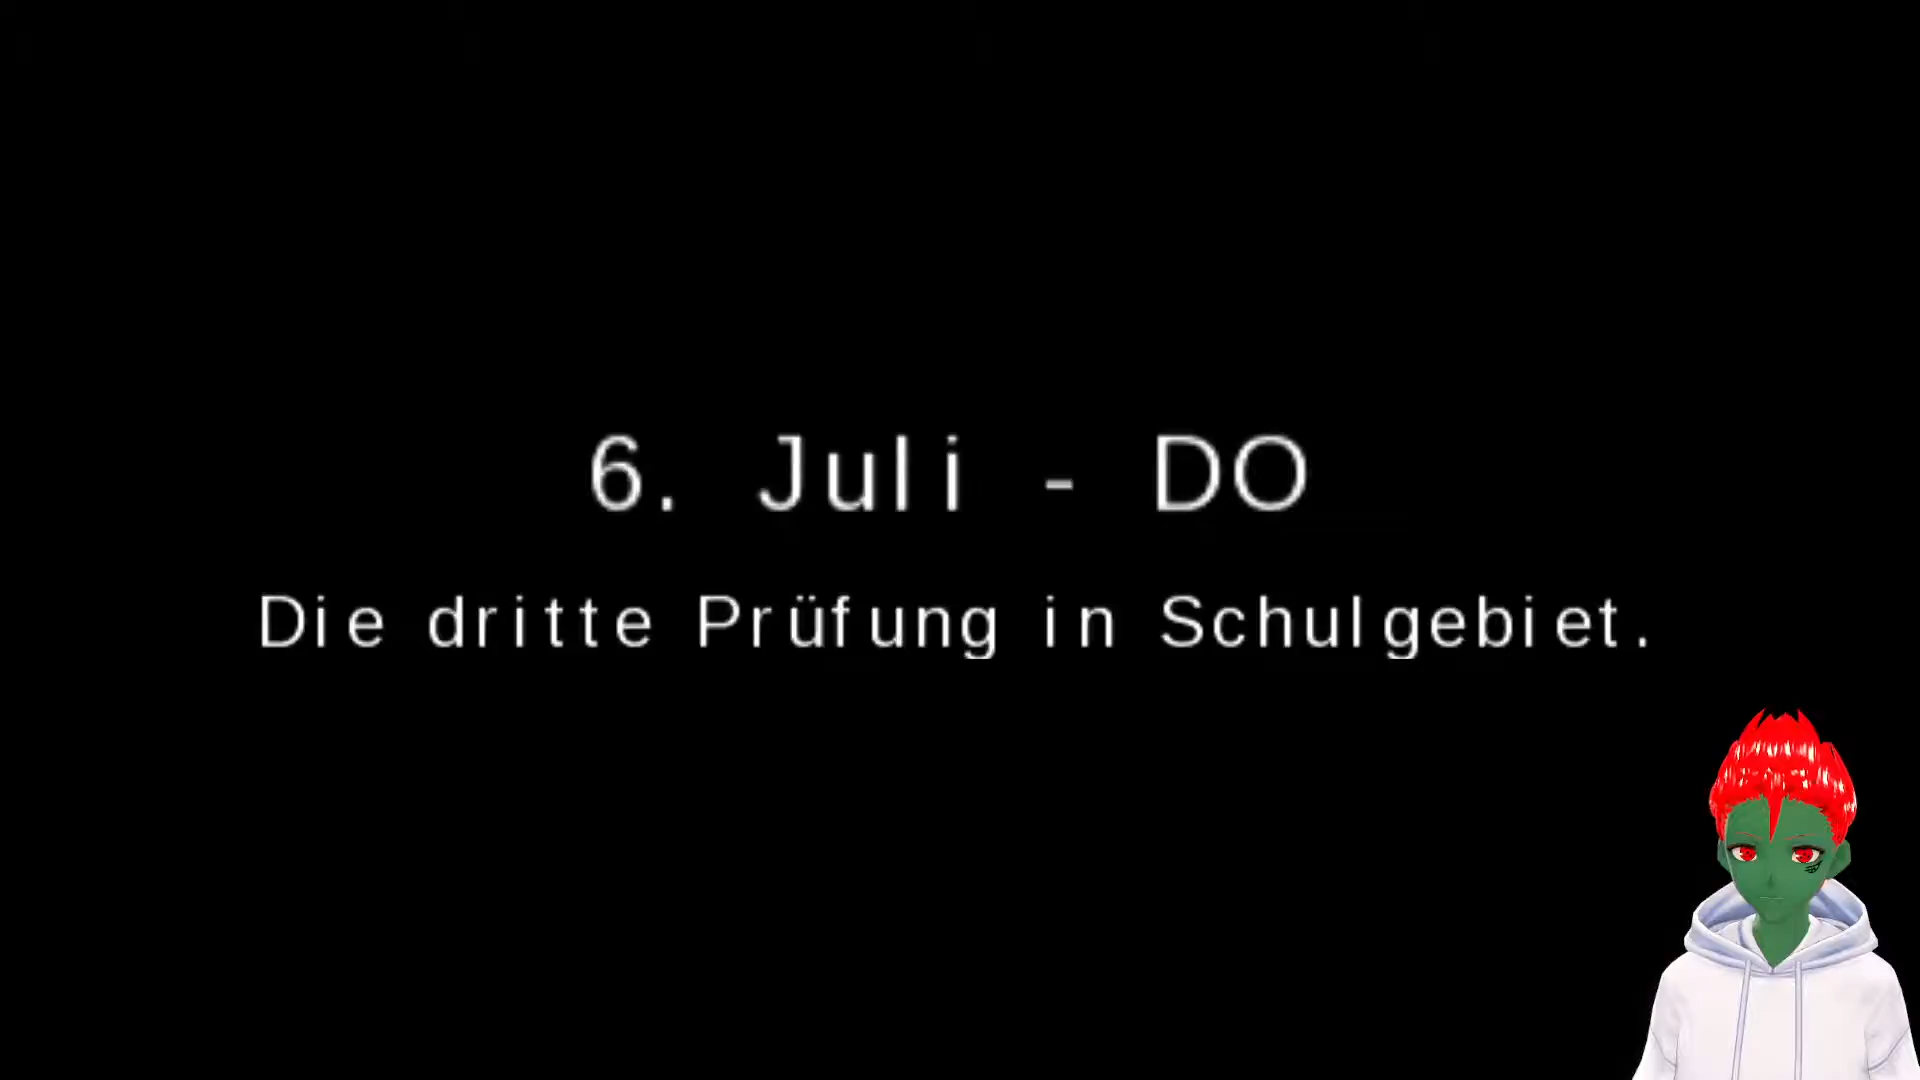 6. Juli - DO
Die dritte Prüfung in Schulgebiet.